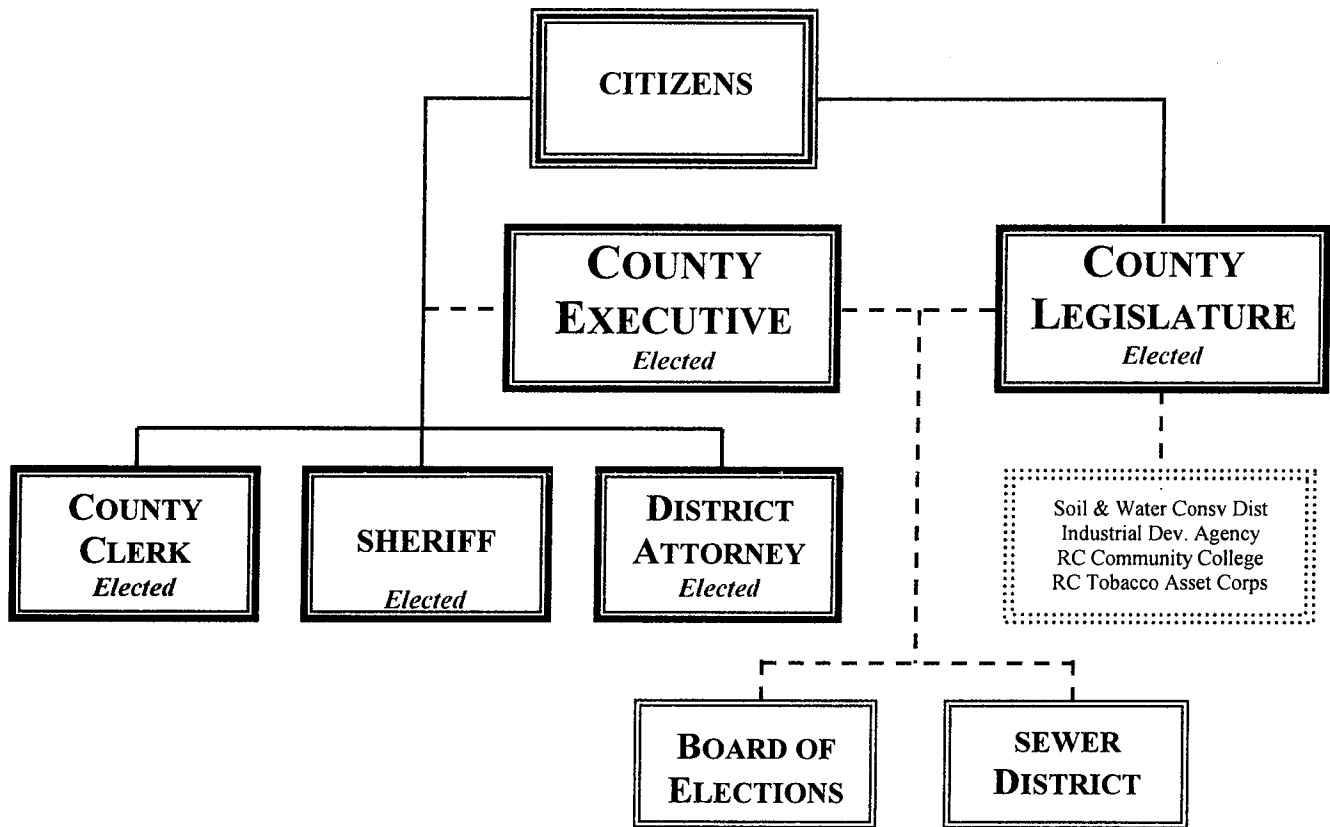 CITIZENS
COUNTY
EXECUTIVE
Elected
COUNTY
LEGISLATURE
Elected
COUNTY
CLERK
Elected
SHERIFF
Elected
DISTRICT
ATTORNEY
Elected
Soil & Water Consv Dist
Industrial Dev. Agency
RC Community College
RC Tobacco Asset Corps
BOARD OF
ELECTIONS
SEWER
DISTRICT